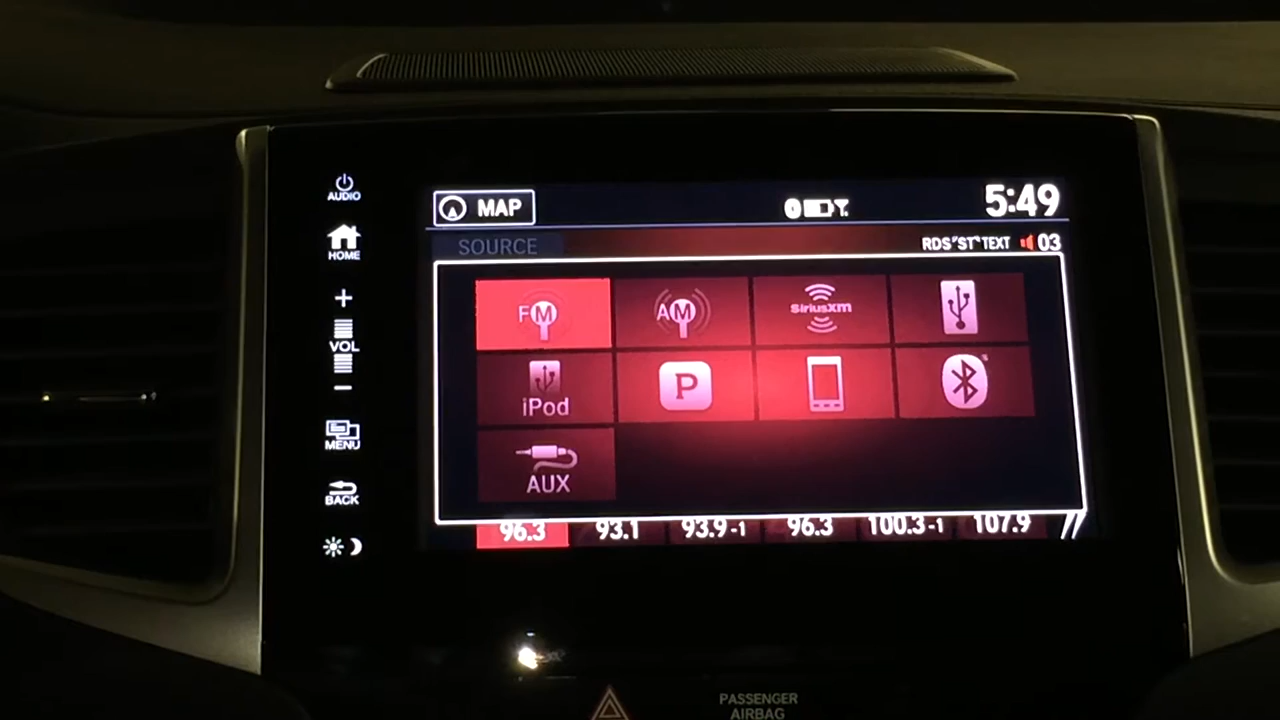 AUDIO
HOME
+
VOL
−
MENU
BACK
MAP
5:49
SOURCE
RDS "ST" TEXT 03
FM
AM
SiriusXM
iPod
P
AUX
96.3 93.1 93.9-1 96.3 100.3-1 107.9
PASSENGER
AIRBAG